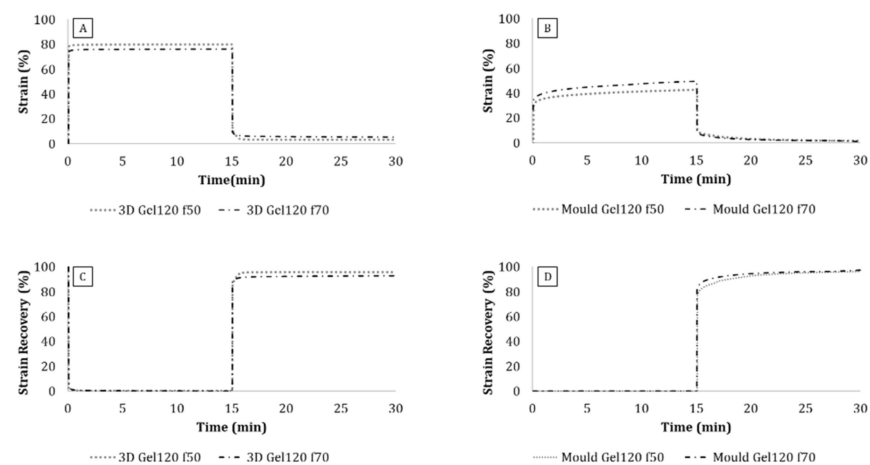 A
Strain (%)
100
80
60
40
20
0
0 5 10 15 20 25 30
Time(min)
3D Gel120 f50 3D Gel120 f70
B
Strain (%)
100
80
60
40
20
0
0 5 10 15 20 25 30
Time (min)
Mould Gel120 f50 Mould Gel120 f70
C
Strain Recovery (%)
100
80
60
40
20
0
0 5 10 15 20 25 30
Time (min)
3D Gel120 f50 3D Gel120 f70
D
Strain Recovery (%)
100
80
60
40
20
0
0 5 10 15 20 25 30
Time (min)
Mould Gel120 f50 Mould Gel120 f70